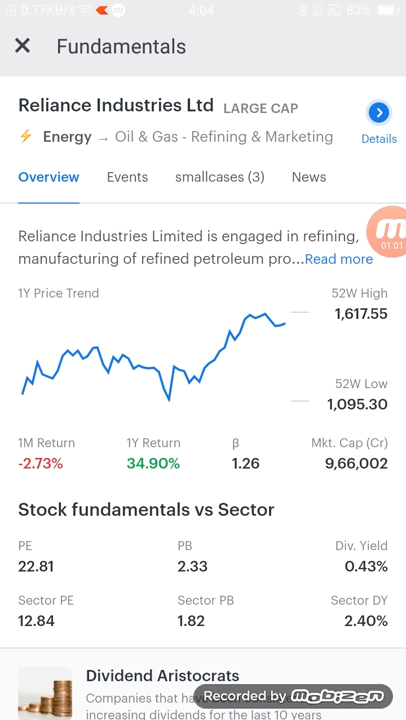 0.77KB/s
4:04
83%
Fundamentals
Reliance Industries Ltd LARGE CAP
Energy → Oil & Gas - Refining & Marketing
Details
Overview Events smallcases (3) News
01:01
Reliance Industries Limited is engaged in refining,
manufacturing of refined petroleum pro...Read more
1Y Price Trend
52W High
1,617.55
52W Low
1,095.30
1M Return 1Y Return β Mkt. Cap (Cr)
-2.73% 34.90% 1.26 9,66,002
Stock fundamentals vs Sector
PE PB Div. Yield
22.81 2.33 0.43%
Sector PE Sector PB Sector DY
12.84 1.82 2.40%
Dividend Aristocrats
Companies that
increasing dividends for the last 10 years
Recorded by mobizen